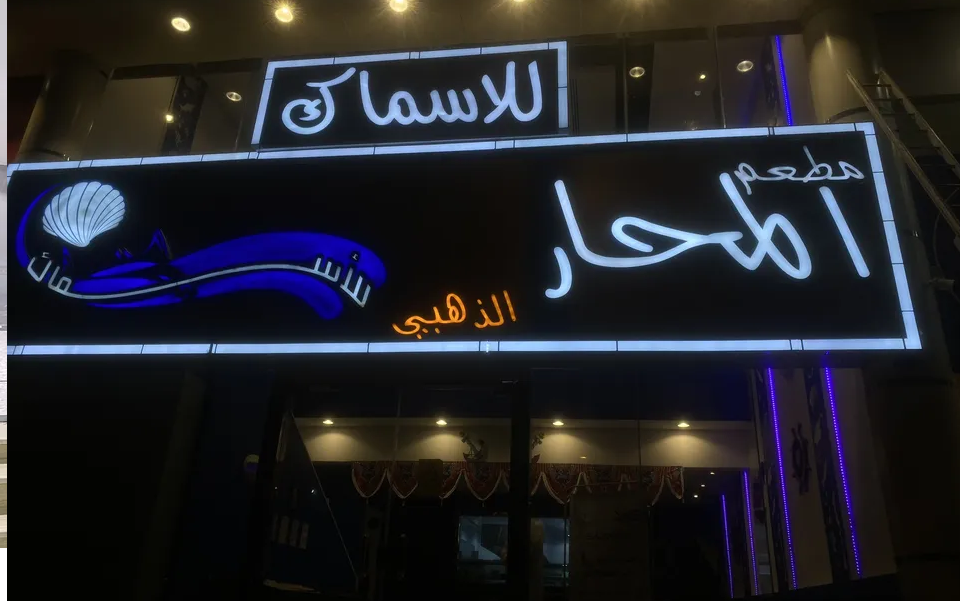 للاسماك
مطعم
المحار
الذهبي
للأسماك